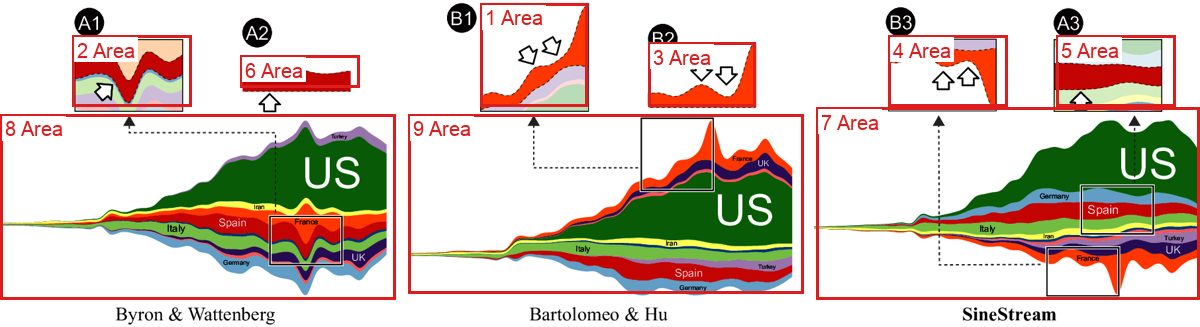 A1
A2
B1
B2
B3
A3
2 Area
6 Area
1 Area
3 Area
4 Area
5 Area
8 Area
Turkey
US
Iran
Spain
France
Italy
UK
Germany
9 Area
France
UK
US
Iran
Italy
Spain
Turkey
Germany
7 Area
US
Germany
Spain
Italy
Iran
Turkey
UK
France
Byron & Wattenberg
Bartolomeo & Hu
SineStream